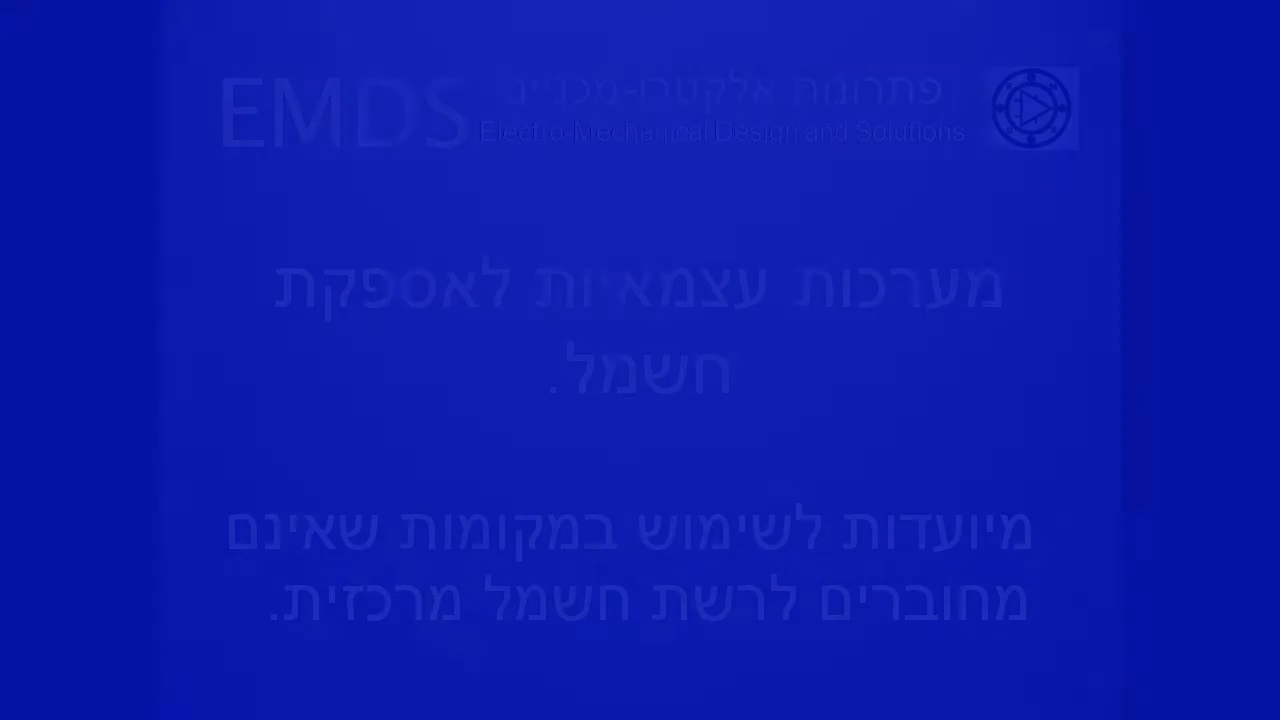 EMDS פתרונות אלקטרו-מכניים
Electro-Mechanical Design and Solutions
מערכות עצמאיות לאספקת
חשמל.
מיועדות לשימוש במקומות שאינם
מחוברים לרשת חשמל מרכזית.